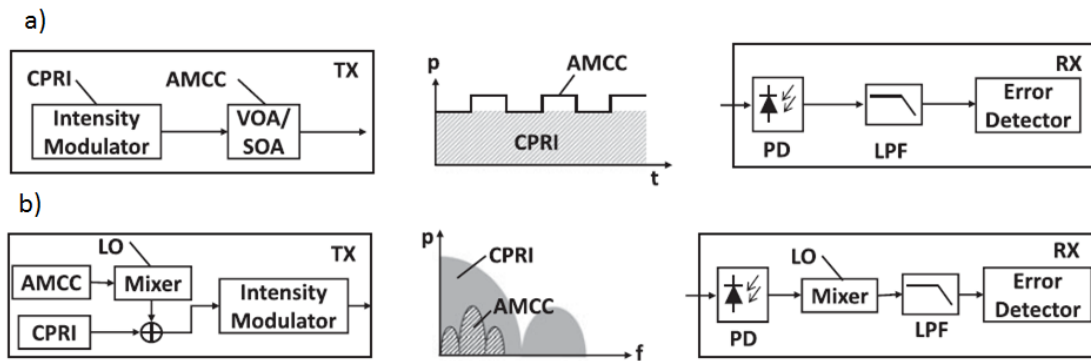 a)
CPRI
AMCC
TX
Intensity
Modulator
VOA/
SOA
p
AMCC
CPRI
t
RX
PD
LPF
Error
Detector
b)
LO
TX
AMCC
Mixer
CPRI
Intensity
Modulator
p
CPRI
AMCC
f
RX
LO
PD
Mixer
LPF
Error
Detector